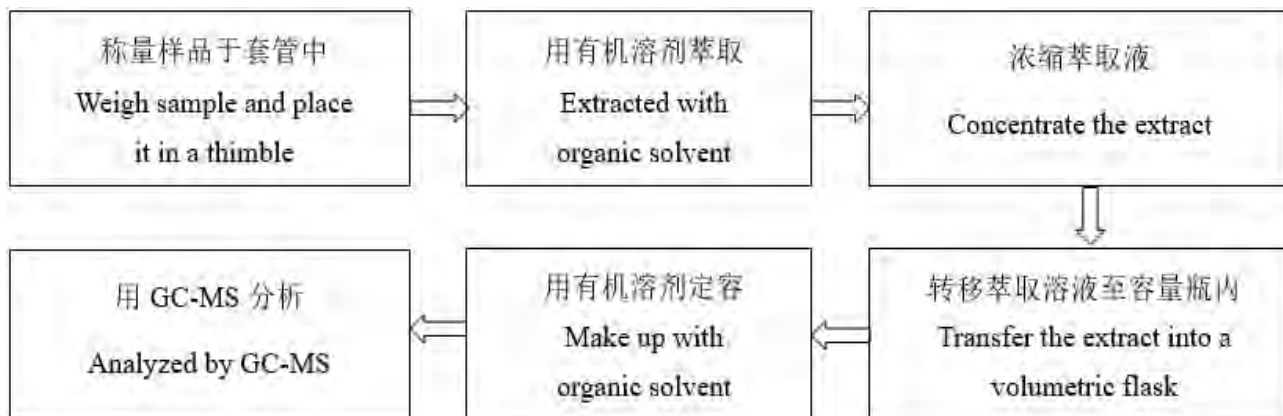 称量样品于套管中
Weigh sample and place
it in a thimble
用有机溶剂萃取
Extracted with
organic solvent
浓缩萃取液
Concentrate the extract
转移萃取溶液至容量瓶内
Transfer the extract into a
volumetric flask
用有机溶剂定容
Make up with
organic solvent
用 GC-MS 分析
Analyzed by GC-MS